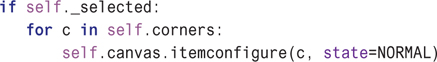 if self._selected:
    for c in self.corners:
        self.canvas.itemconfigure(c, state=NORMAL)